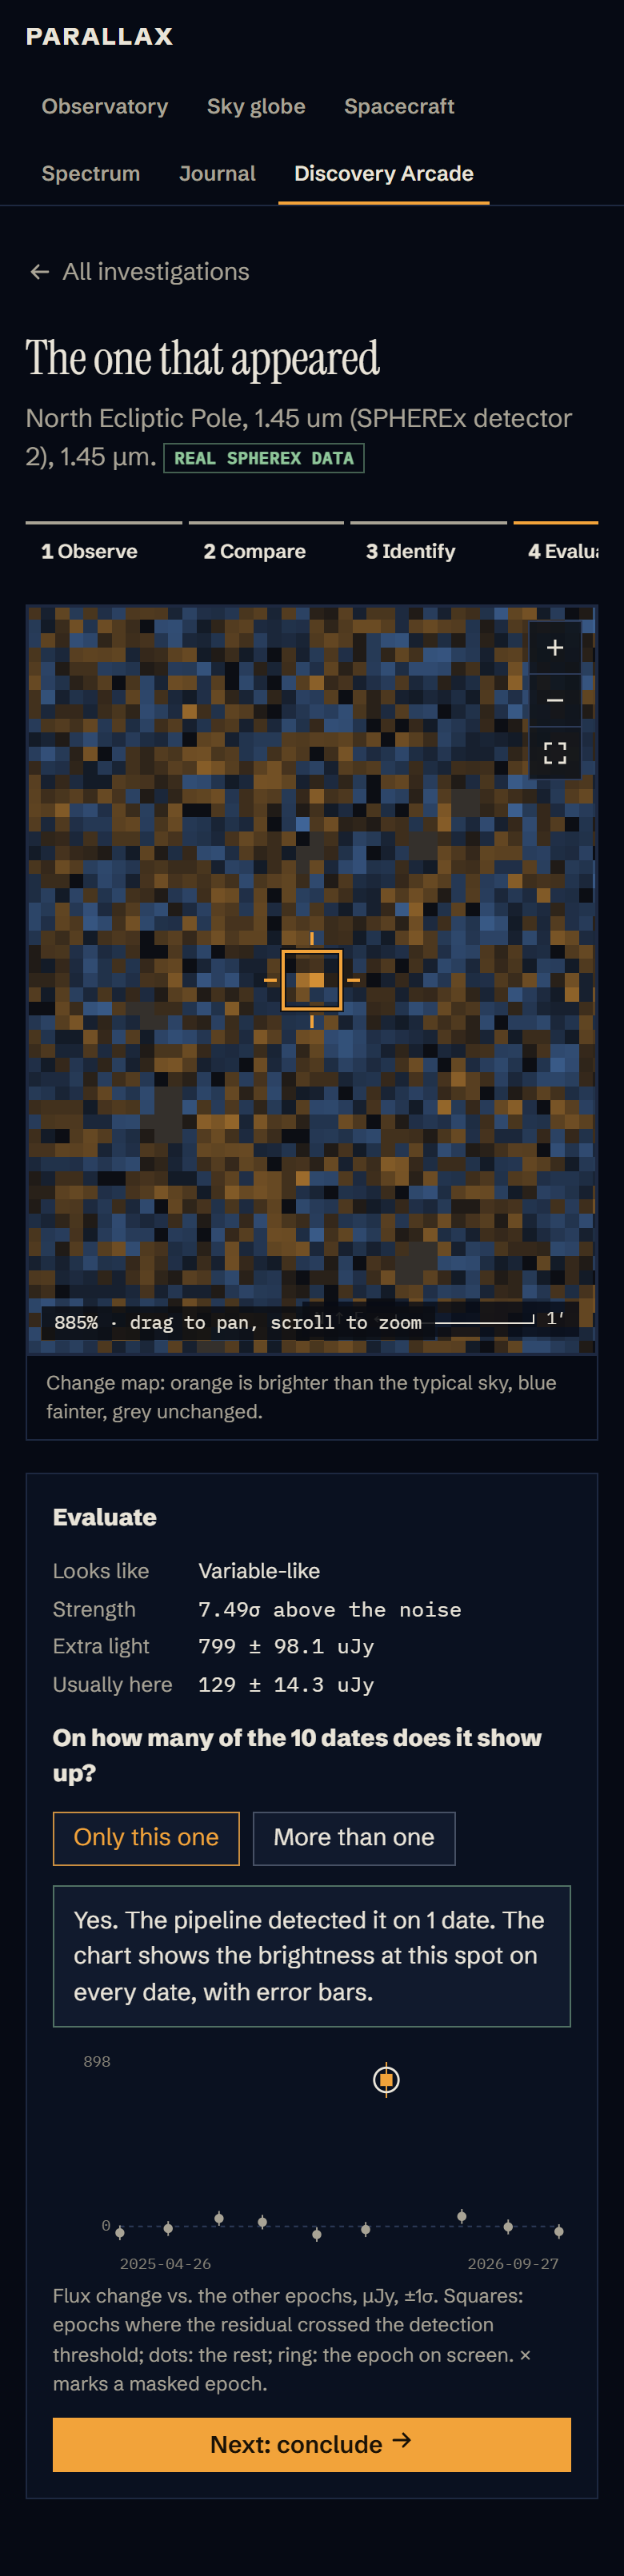 PARALLAX
Observatory Sky globe Spacecraft
Spectrum Journal Discovery Arcade
← All investigations
The one that appeared
North Ecliptic Pole, 1.45 um (SPHEREx detector
2), 1.45 µm. REAL SPHEREX DATA
1 Observe 2 Compare 3 Identify 4 Evalua
+
−
885% · drag to pan, scroll to zoom 1′
Change map: orange is brighter than the typical sky, blue
fainter, grey unchanged.
Evaluate
Looks like Variable-like
Strength 7.49σ above the noise
Extra light 799 ± 98.1 uJy
Usually here 129 ± 14.3 uJy
On how many of the 10 dates does it show
up?
Only this one More than one
Yes. The pipeline detected it on 1 date. The
chart shows the brightness at this spot on
every date, with error bars.
898
0
2025-04-26 2026-09-27
Flux change vs. the other epochs, µJy, ±1σ. Squares:
epochs where the residual crossed the detection
threshold; dots: the rest; ring: the epoch on screen. ×
marks a masked epoch.
Next: conclude →